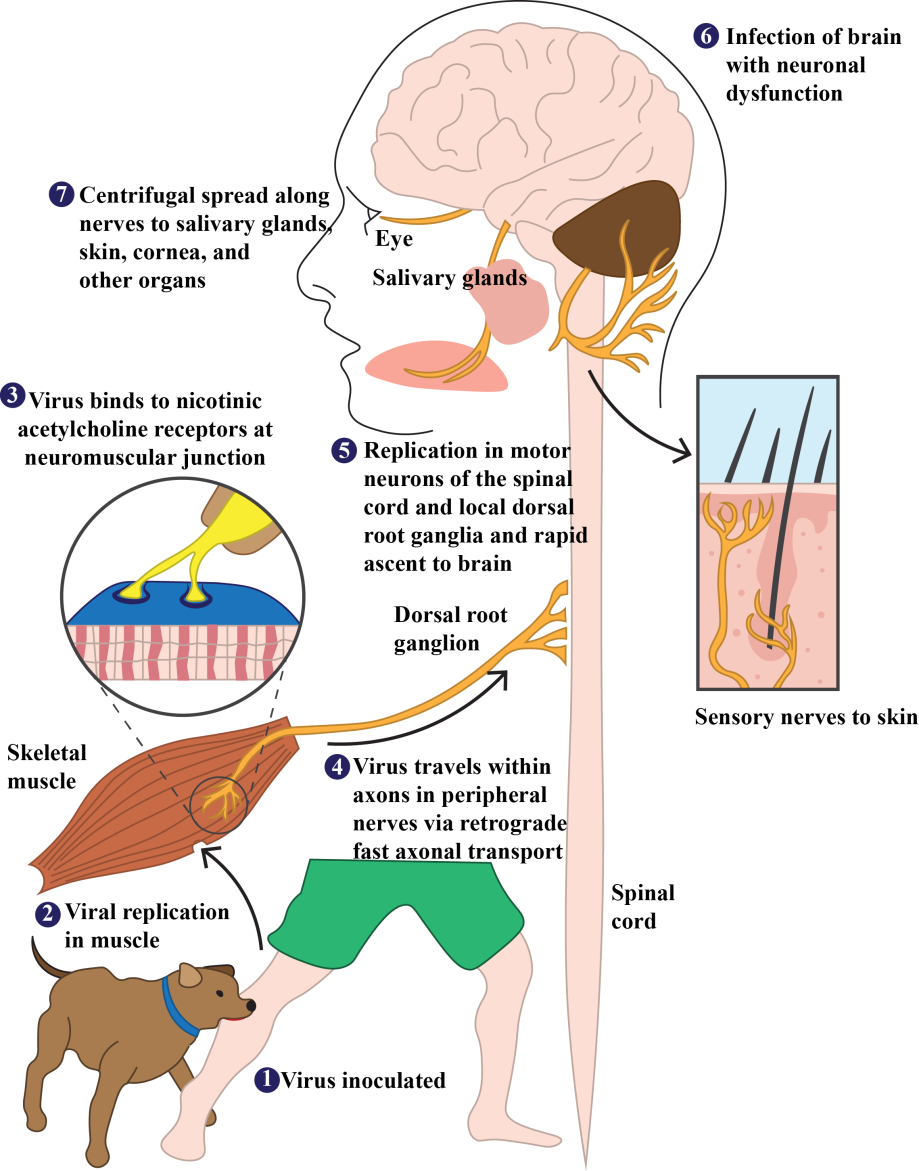 6 Infection of brain
with neuronal
dysfunction
7 Centrifugal spread along
nerves to salivary glands,
skin, cornea, and
other organs
Eye
Salivary glands
3 Virus binds to nicotinic
acetylcholine receptors at
neuromuscular junction
5 Replication in motor
neurons of the spinal
cord and local dorsal
root ganglia and rapid
ascent to brain
Dorsal root
ganglion
Sensory nerves to skin
Skeletal
muscle
4 Virus travels within
axons in peripheral
nerves via retrograde
fast axonal transport
Spinal
cord
2 Viral replication
in muscle
1 Virus inoculated